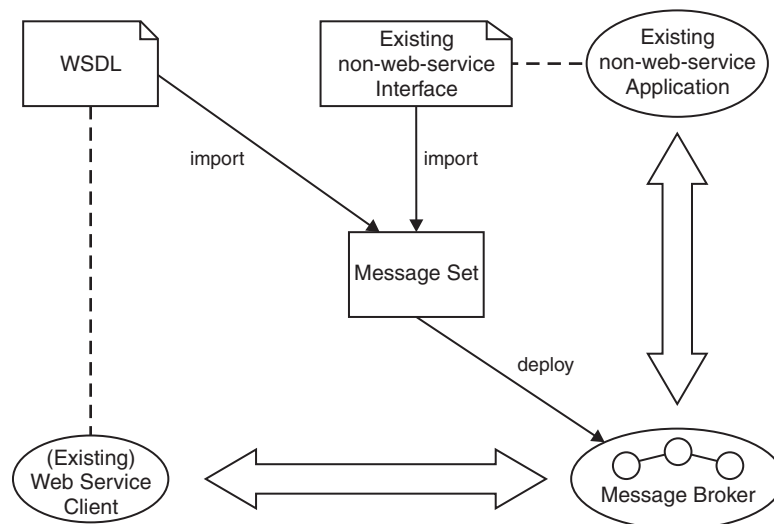 WSDL
Existing
non-web-service
Interface
Existing
non-web-service
Application
import
import
Message Set
deploy
(Existing)
Web Service
Client
Message Broker